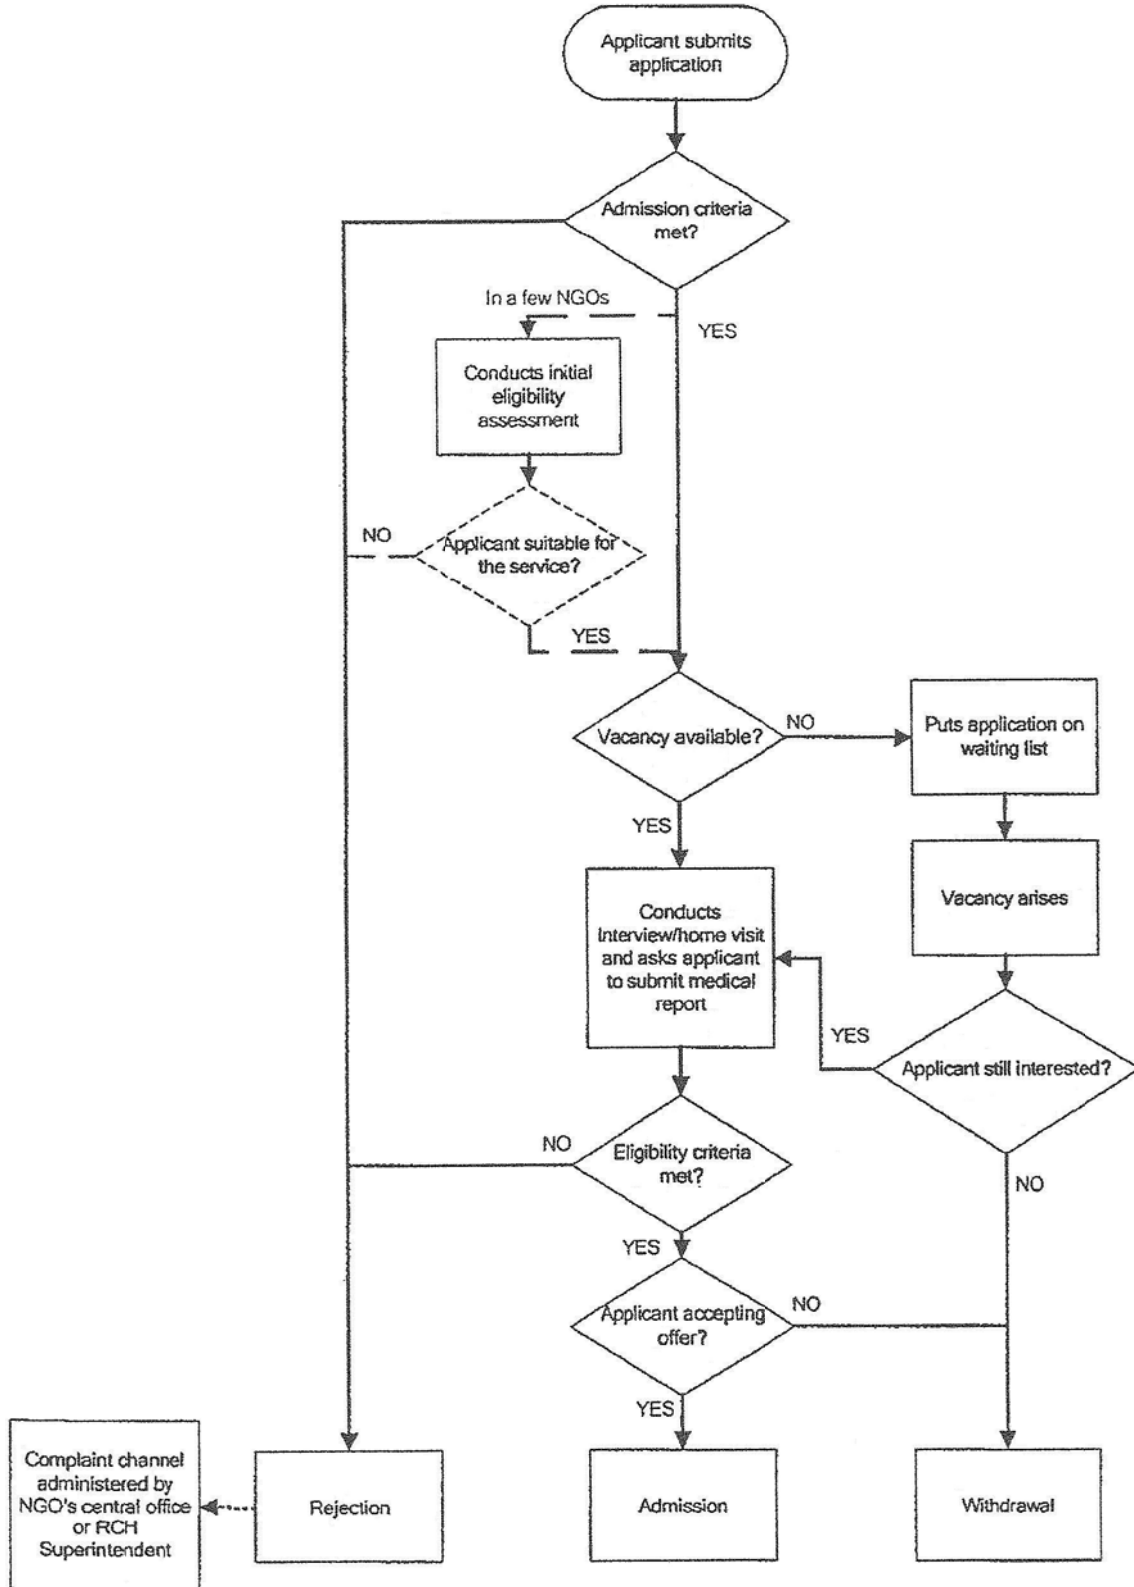 Applicant submits
application
Admission criteria
met?
In a few NGOs
YES
Conducts initial
eligibility
assessment
NO
Applicant suitable for
the service?
YES
Vacancy available?
NO
Puts application on
waiting list
YES
Vacancy arises
Conducts
Interview/home visit
and asks applicant
to submit medical
report
YES
Applicant still interested?
NO
Eligibility criteria
met?
NO
YES
Applicant accepting
offer?
NO
YES
Complaint channel
administered by
NGO's central office
or RCH
Superintendent
Rejection
Admission
Withdrawal